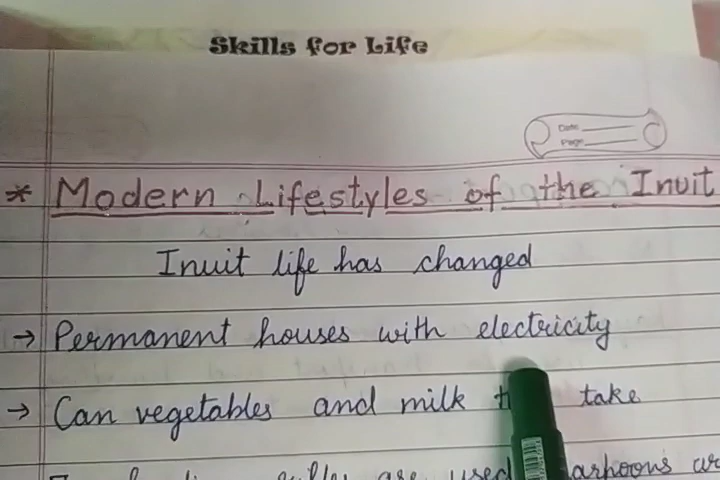 Skills for Life
Date
Page
* Modern Lifestyles of the Inuit
Inuit life has changed
→ Permanent houses with electricity
→ Can vegetables and milk take
are used